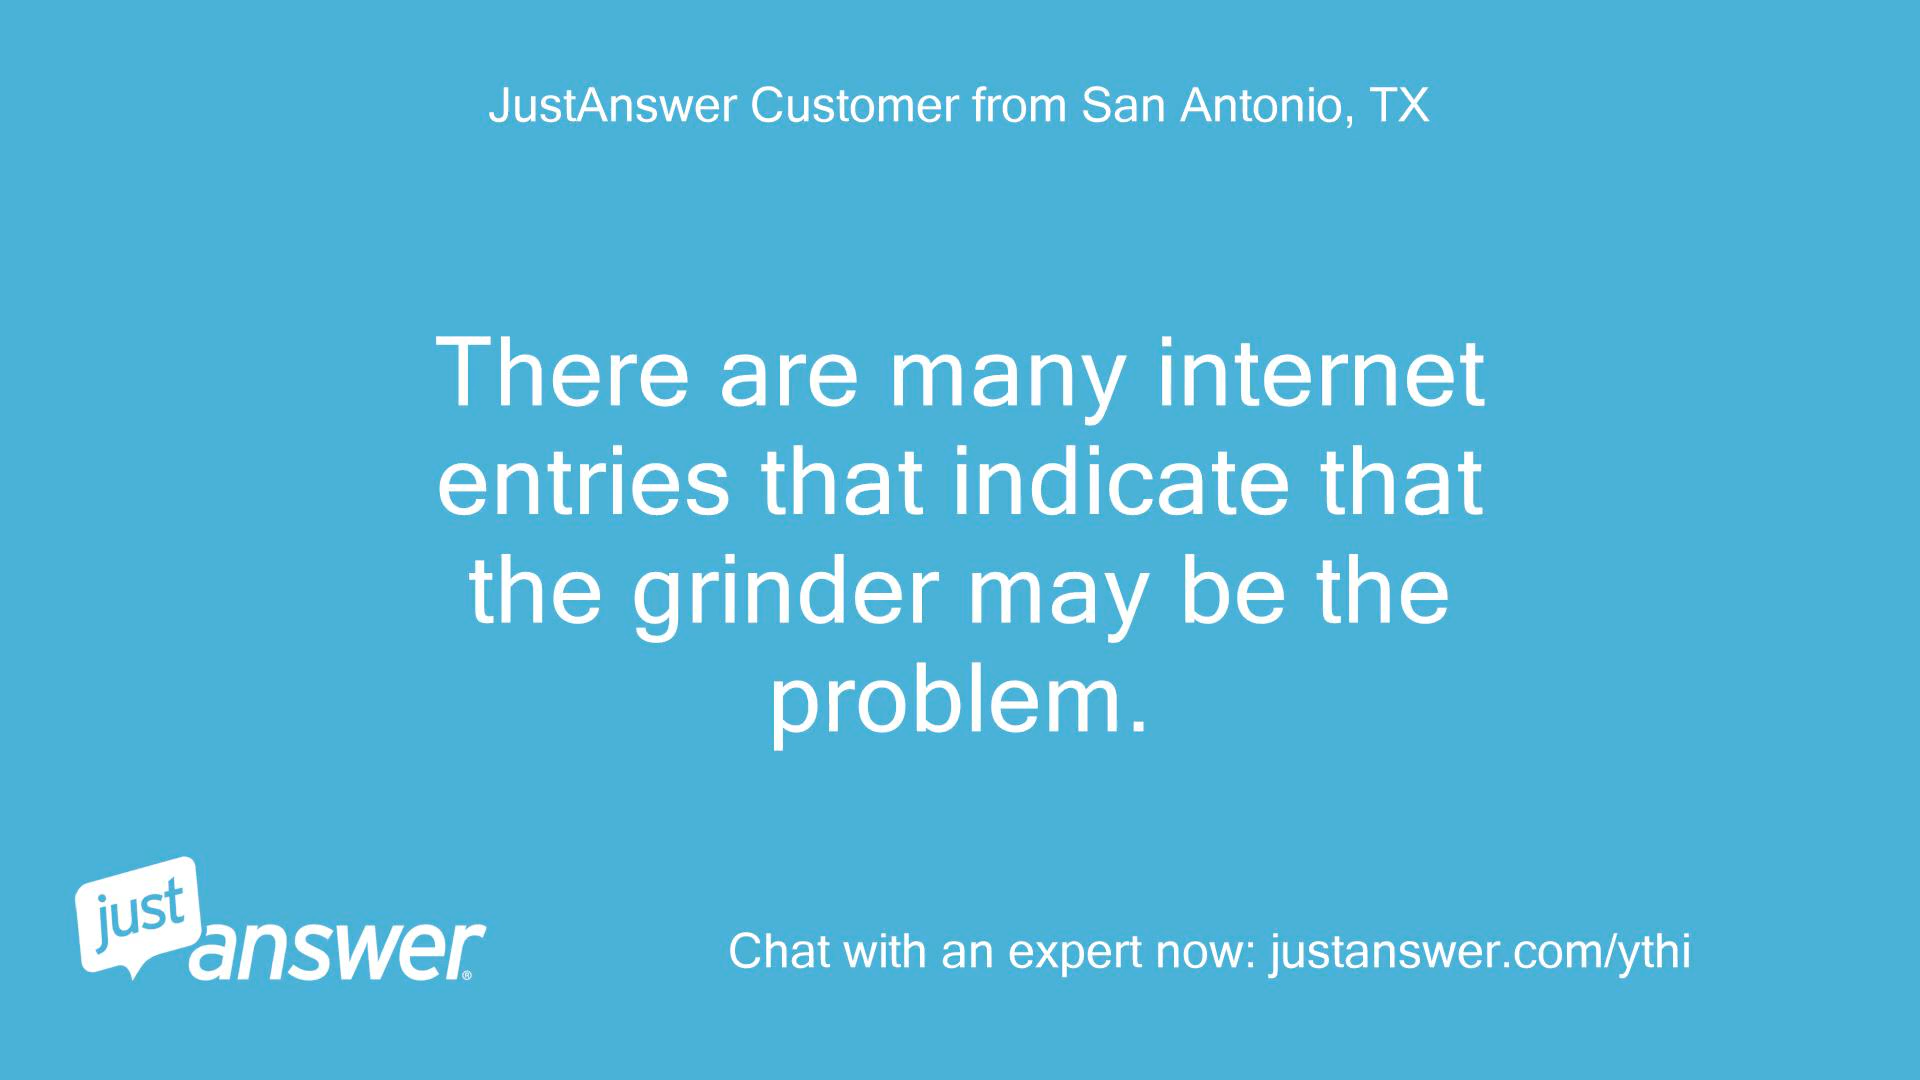 JustAnswer Customer from San Antonio, TX
There are many internet
entries that indicate that
the grinder may be the
problem.
just
answer®
Chat with an expert now: justanswer.com/ythi